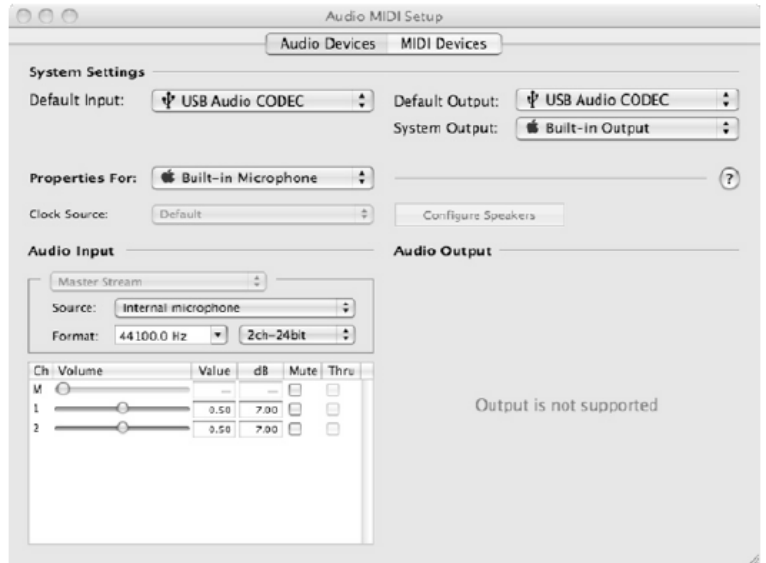 Audio MIDI Setup
Audio Devices MIDI Devices
System Settings
Default Input: USB Audio CODEC
Default Output: USB Audio CODEC
System Output: Built-in Output
Properties For: Built-in Microphone
?
Clock Source: Default
Configure Speakers
Audio Input
Audio Output
Master Stream
Source: Internal microphone
Format: 44100.0 Hz 2ch-24bit
Ch Volume Value dB Mute Thru
M --- ---
1 0.50 7.00
2 0.50 7.00
Output is not supported